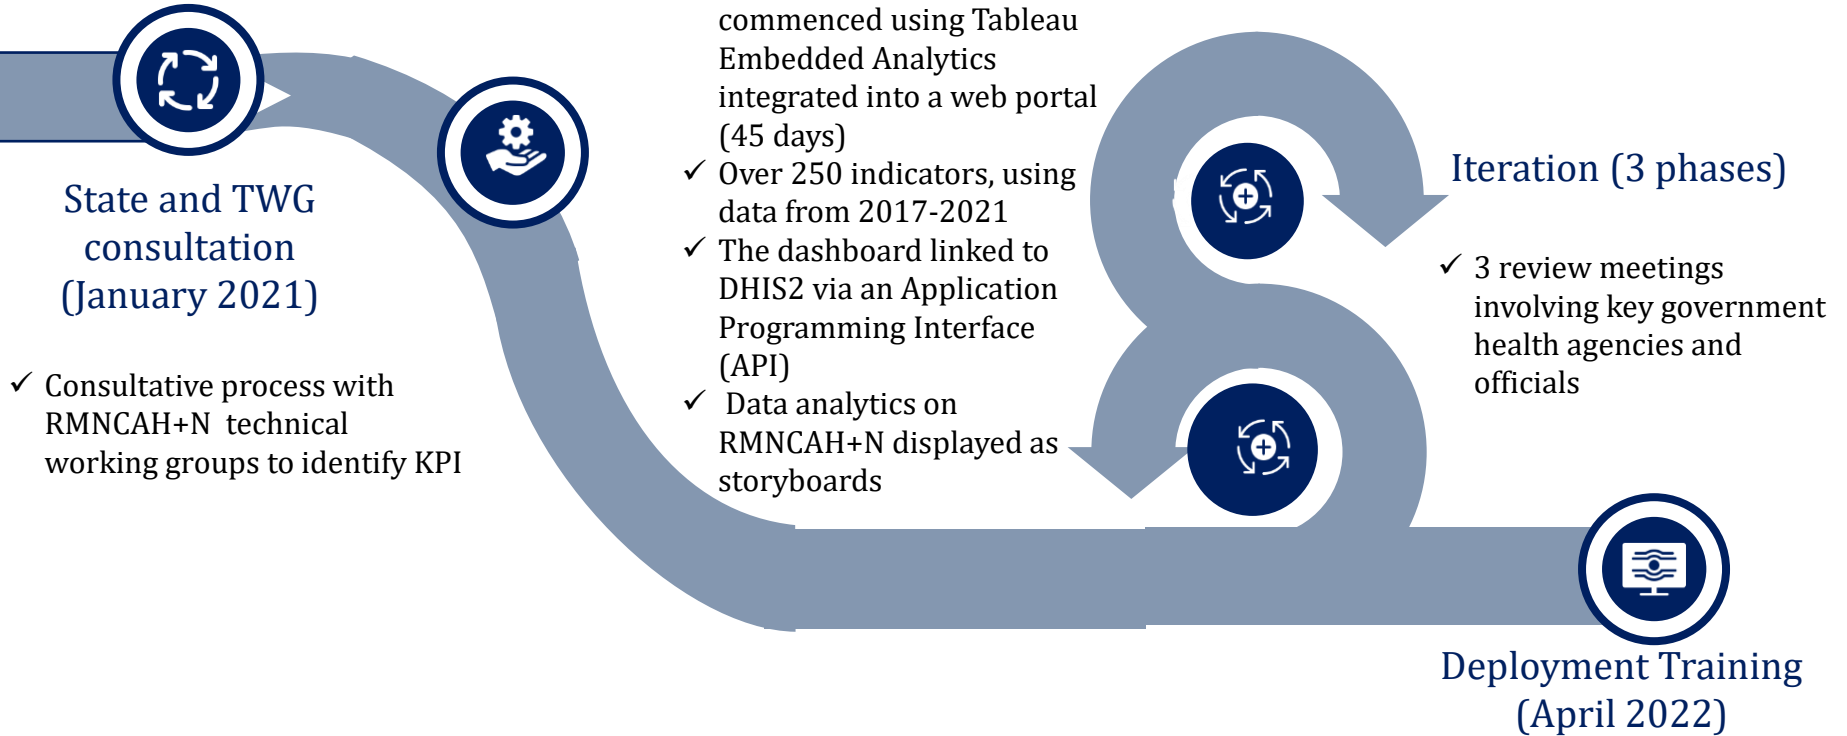 State and TWG
consultation
(January 2021)
✓ Consultative process with
RMNCAH+N technical
working groups to identify KPI
commenced using Tableau
Embedded Analytics
integrated into a web portal
(45 days)
✓ Over 250 indicators, using
data from 2017-2021
✓ The dashboard linked to
DHIS2 via an Application
Programming Interface
(API)
✓ Data analytics on
RMNCAH+N displayed as
storyboards
Iteration (3 phases)
✓ 3 review meetings
involving key government
health agencies and
officials
Deployment Training
(April 2022)